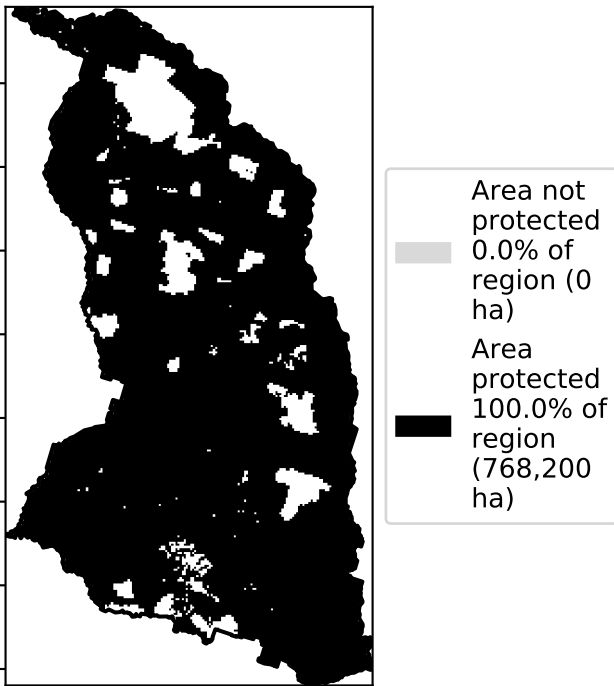 Area not
protected
0.0% of
region (0
ha)
Area
protected
100.0% of
region
(768,200
ha)